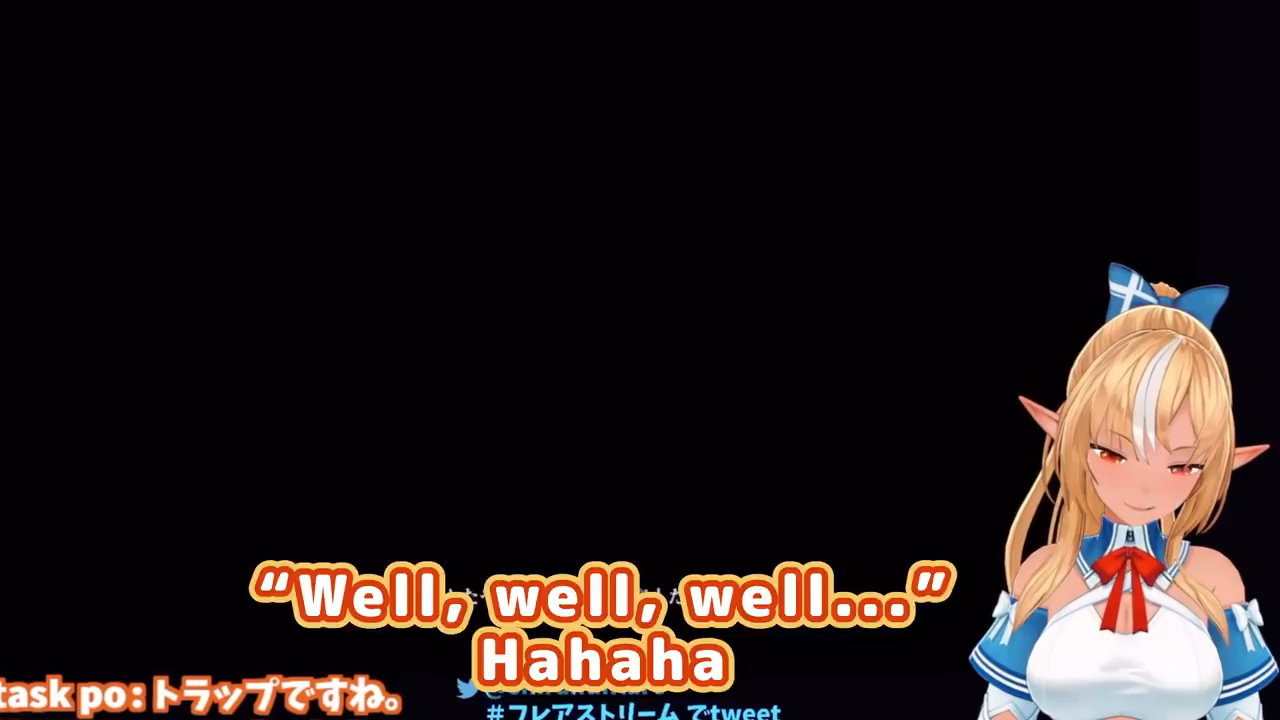 “Well, well, well...”
Hahaha
task po: トラップですね。
#フレアストリーム でtweet